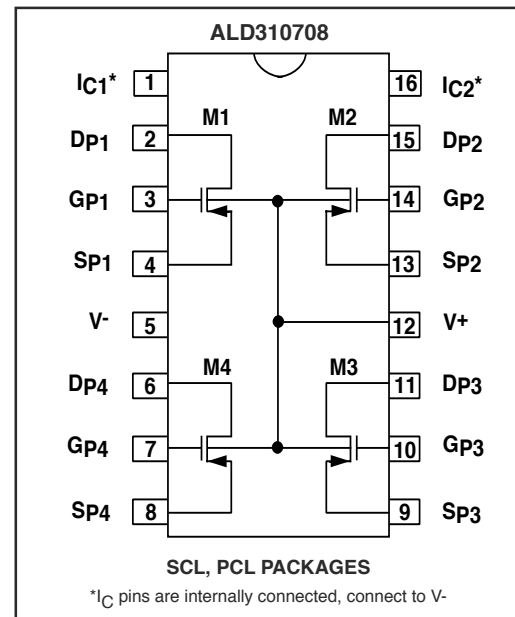 ALD310708
IC1* 1 16 IC2*
M1 M2
DP1 2 15 DP2
GP1 3 14 GP2
SP1 4 13 SP2
V- 5 12 V+
M4 M3
DP4 6 11 DP3
GP4 7 10 GP3
SP4 8 9 SP3
SCL, PCL PACKAGES
*IC pins are internally connected, connect to V-